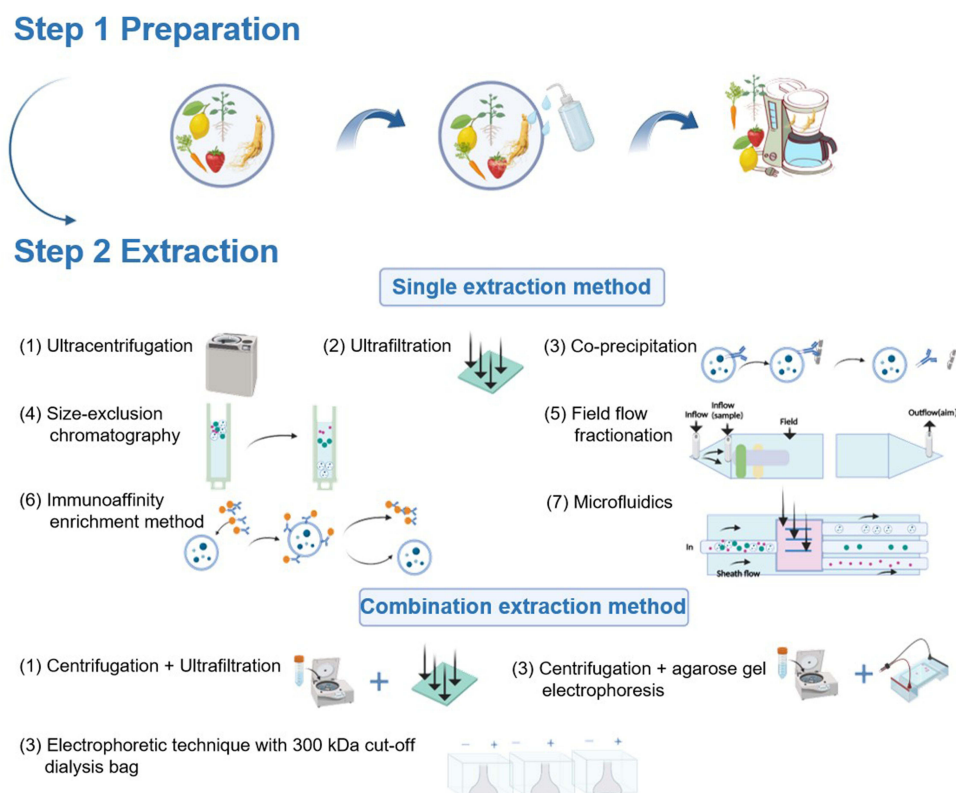 Step 1 Preparation
Step 2 Extraction
Single extraction method
(1) Ultracentrifugation
(2) Ultrafiltration
(3) Co-precipitation
(4) Size-exclusion
chromatography
(5) Field flow
fractionation
Inflow
Inflow
(sample)
Field
Outflow(aim)
(6) Immunoaffinity
enrichment method
(7) Microfluidics
In
Sheath flow
Combination extraction method
(1) Centrifugation + Ultrafiltration
+
(3) Centrifugation + agarose gel
electrophoresis
+
(3) Electrophoretic technique with 300 kDa cut-off
dialysis bag
− + − + − +